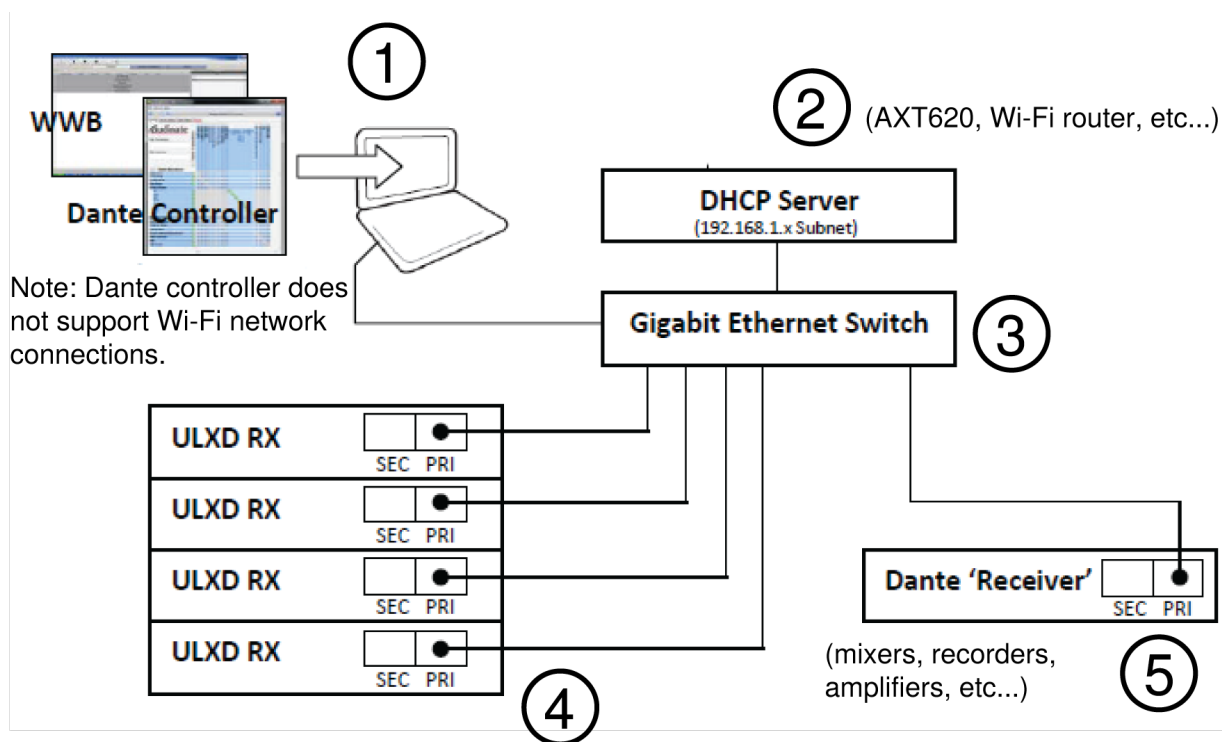 1
WWB
Audinate
Dante Controller
Note: Dante controller does
not support Wi-Fi network
connections.
2
(AXT620, Wi-Fi router, etc...)
DHCP Server
(192.168.1.x Subnet)
Gigabit Ethernet Switch
3
ULXD RX
SEC PRI
ULXD RX
SEC PRI
ULXD RX
SEC PRI
ULXD RX
SEC PRI
4
Dante ‘Receiver’
SEC PRI
(mixers, recorders,
amplifiers, etc...)
5